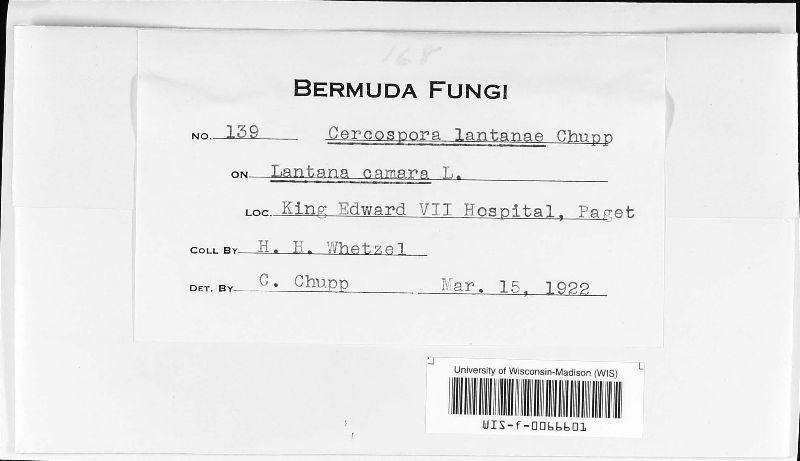 168
BERMUDA FUNGI
NO. 139 Cercospora lantanae Chupp
ON Lantana camara L.
LOC. King Edward VII Hospital, Paget
COLL BY H. H. Whetzel
DET. BY C. Chupp Mar. 15, 1922
University of Wisconsin-Madison (WIS)
WIS-f-0066601